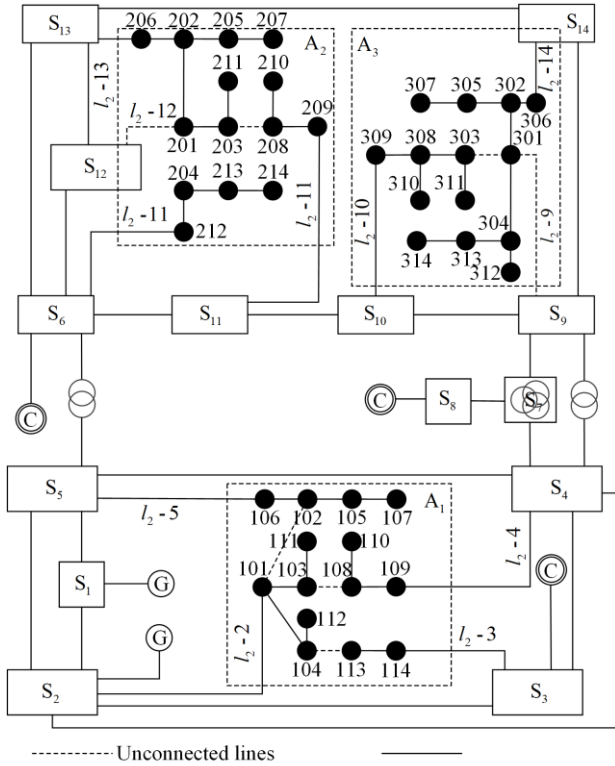 S13
S14
206 202 205 207
A2
A3
211 210
l2-13
l2-14
307 305 302
306
l2-12
209
201 203 208
309 308 303 301
S12
204 213 214
310 311
l2-11
l2-11
l2-10
l2-9
212
304
314 313
312
S6
S11
S10
S9
C
C
S8
S7
S5
S4
l2-5
106 102 105 107
A1
111 110
l2-4
101 103 108 109
C
S1
G
112
G
l2-2
l2-3
104 113 114
S2
S3
Unconnected lines